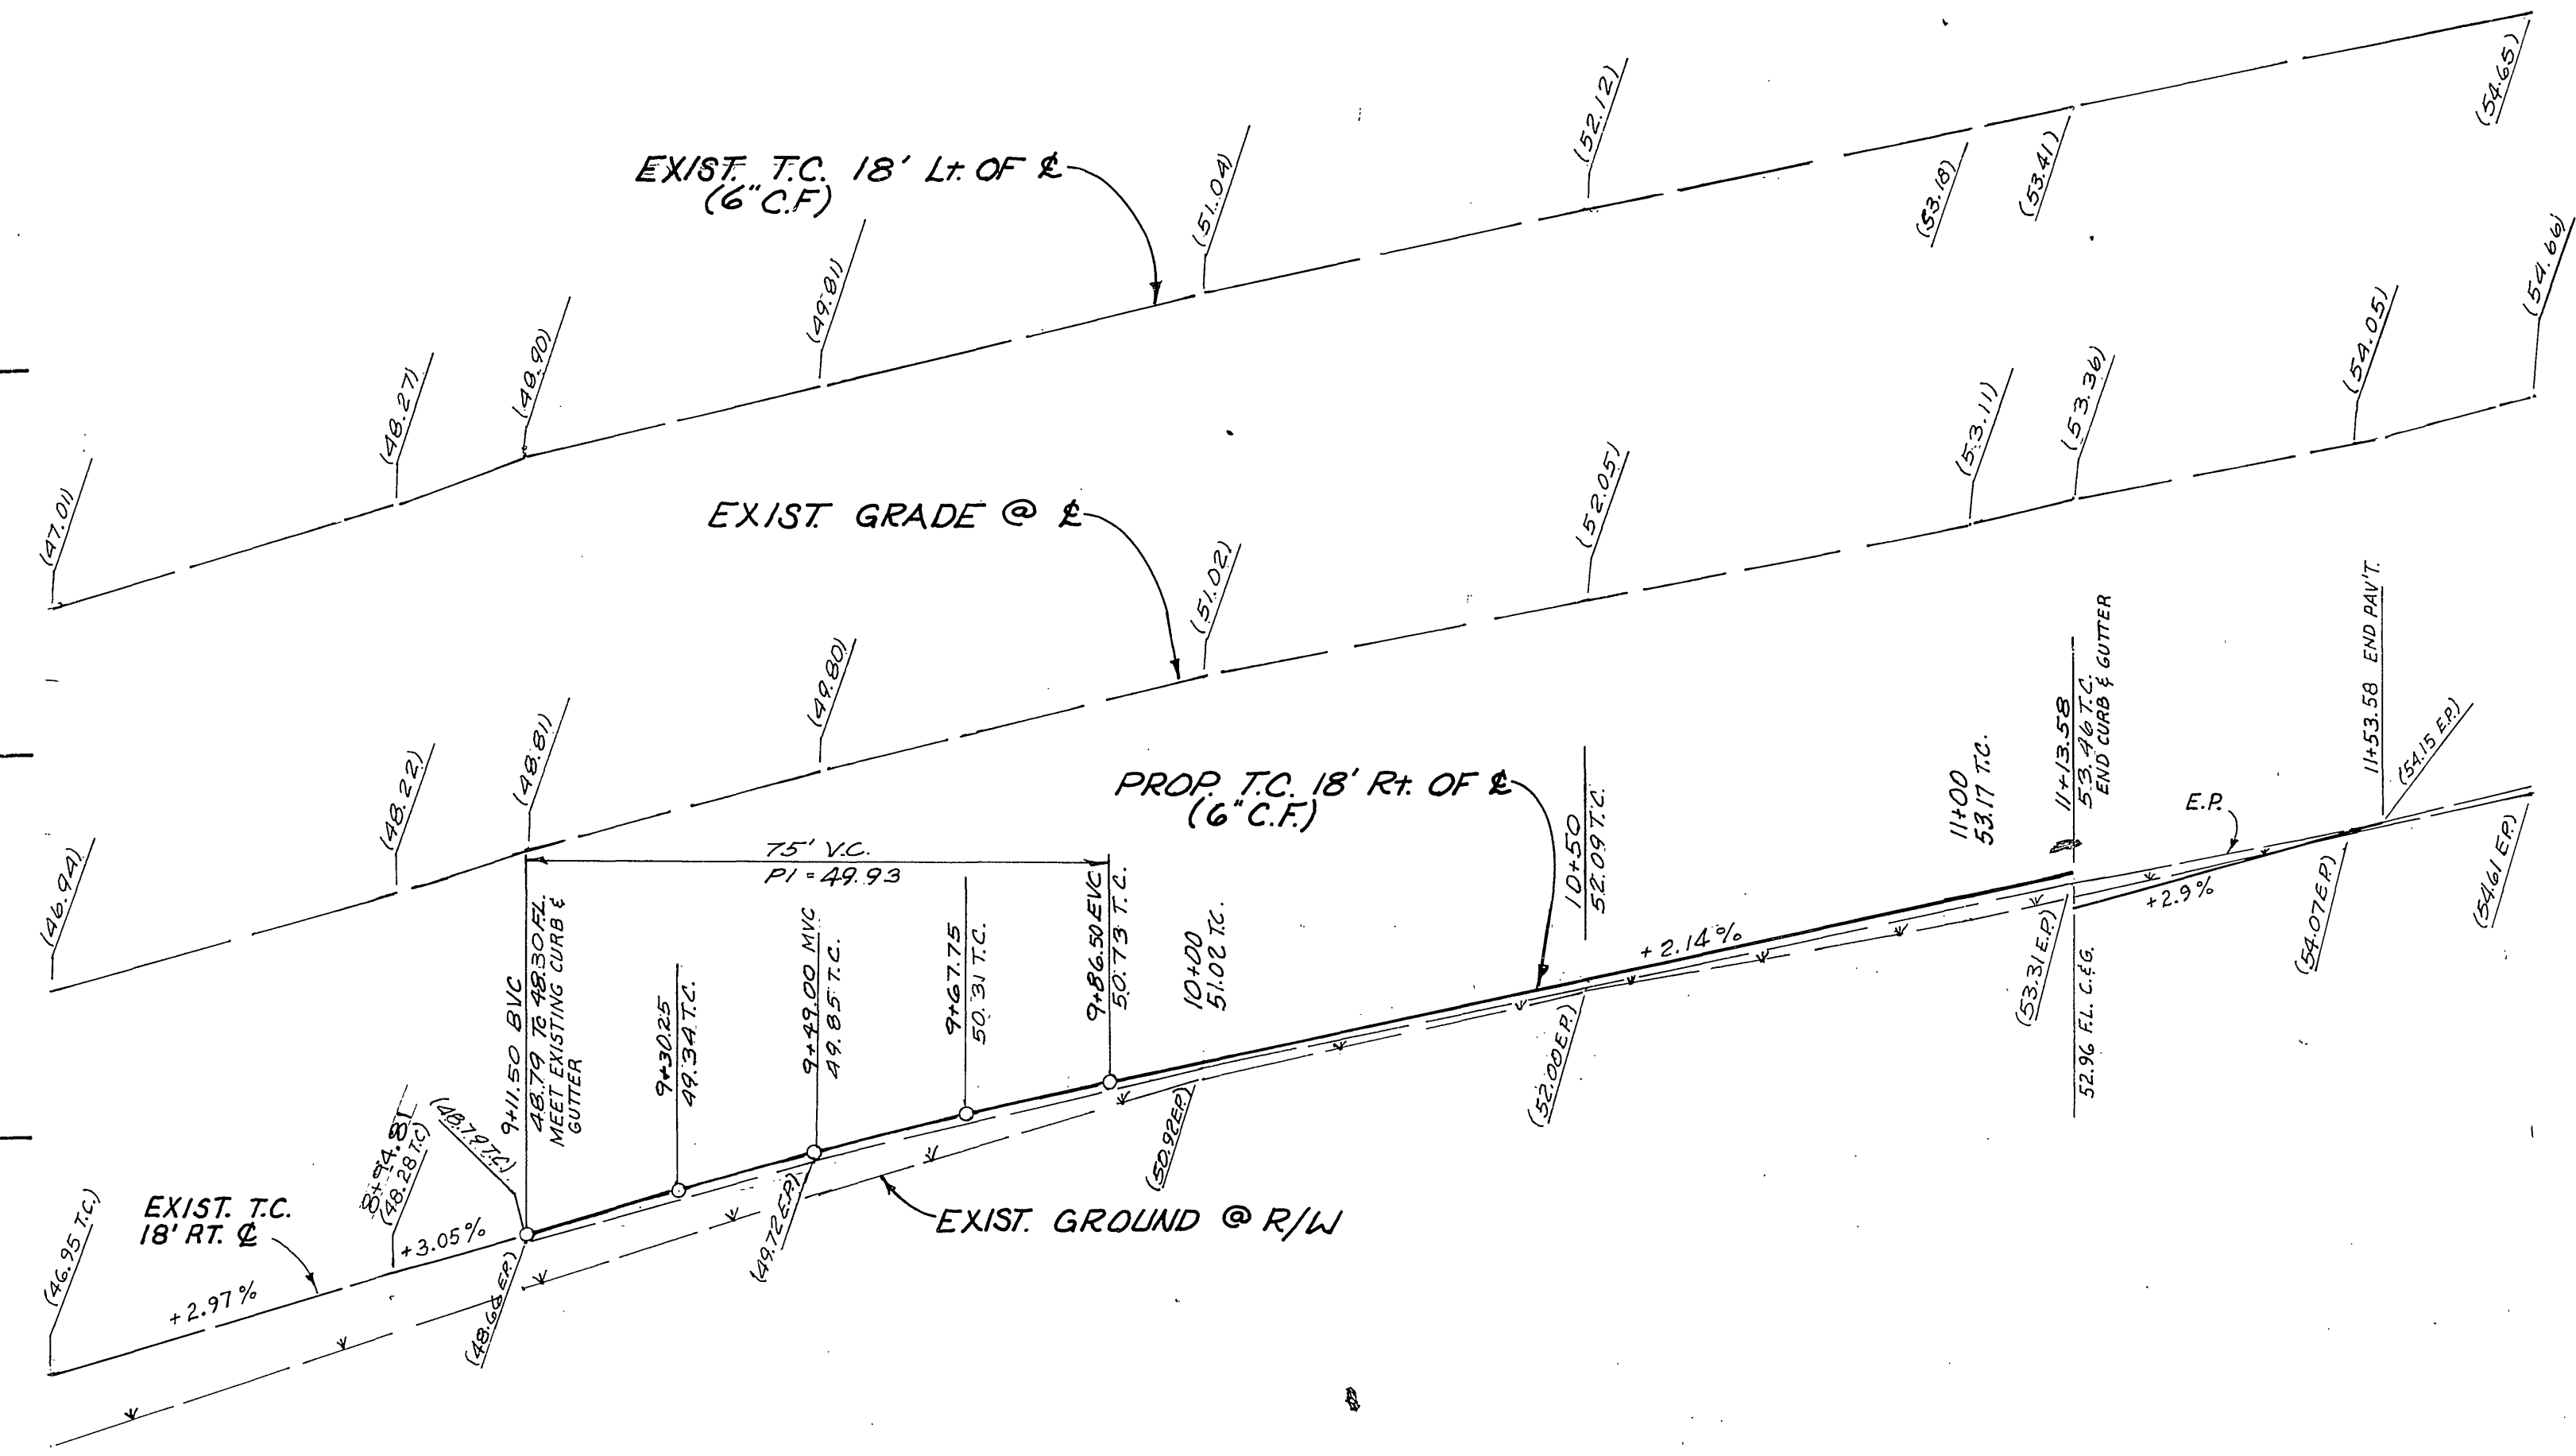 EXIST. T.C. 18' Lt. OF ℄
(6" C.F)
(47.01)
(48.27)
(48.90)
(49.81)
(51.04)
(52.12)
(53.18)
(53.41)
(54.65)
EXIST. GRADE @ ℄
(46.94)
(48.22)
(48.81)
(49.80)
(51.02)
(52.05)
(53.11)
(53.36)
(54.05)
(54.66)
PROP. T.C. 18' Rt. OF ℄
(6" C.F.)
75' V.C.
PI = 49.93
9+11.50 BVC
48.79 TC 48.30 F.L.
MEET EXISTING CURB &
GUTTER
9+30.25
49.34 T.C.
9+49.00 MVC
49.85 T.C.
9+67.75
50.31 T.C.
9+86.50 EVC
50.73 T.C.
10+00
51.02 T.C.
10+50
52.09 T.C.
+2.14%
11+00
53.17 T.C.
11+13.58
53.46 T.C.
END CURB & GUTTER
52.96 F.L. C.&G.
E.P.
+2.9%
11+53.58 END PAV'T.
(54.15 E.P.)
EXIST. T.C.
18' RT. ℄
(46.95 T.C.)
+2.97%
8+94.81
(48.28 T.C)
+3.05%
(48.79 T.C.)
(48.68 E.P.)
(49.72 E.P.)
(50.92 E.P.)
(52.00 E.P.)
(53.31 E.P.)
(54.07 E.P.)
(54.61 E.P.)
EXIST. GROUND @ R/W